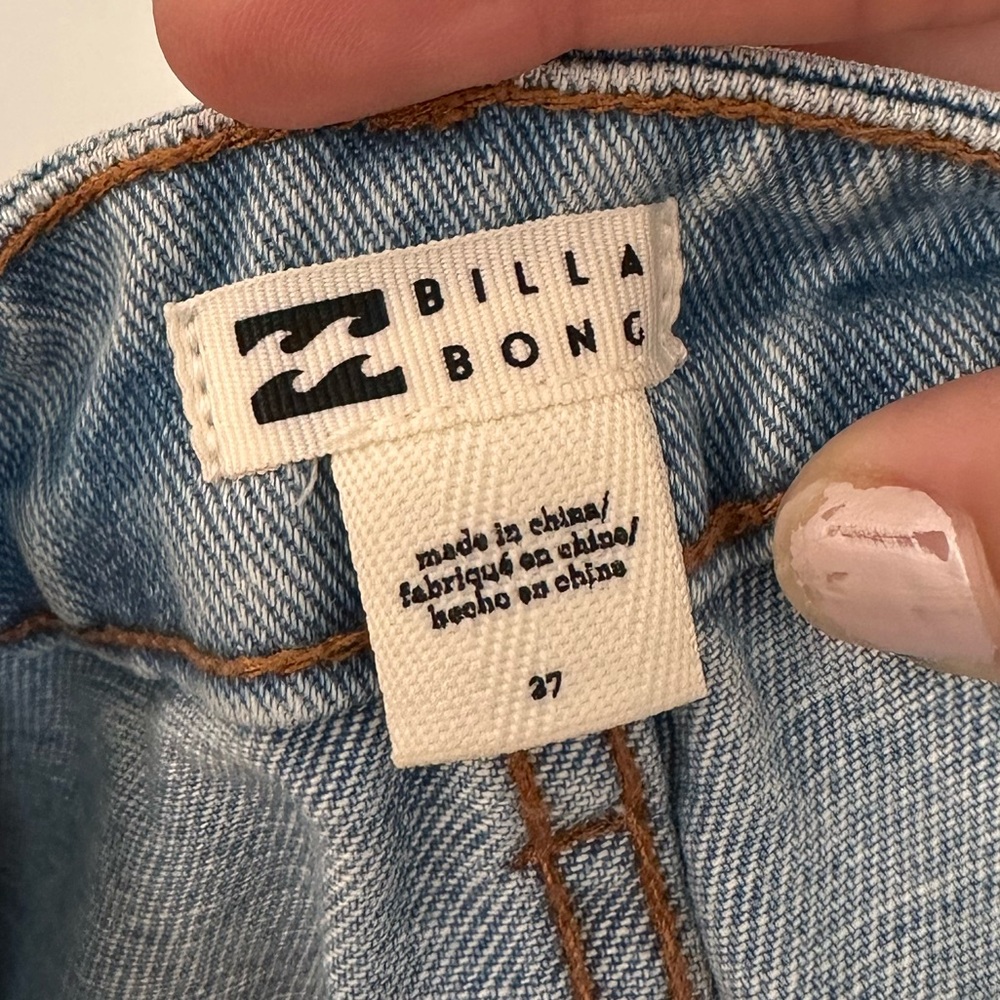 BILLA
BONG
made in china/
fabriqué en chine/
hecho en china
27